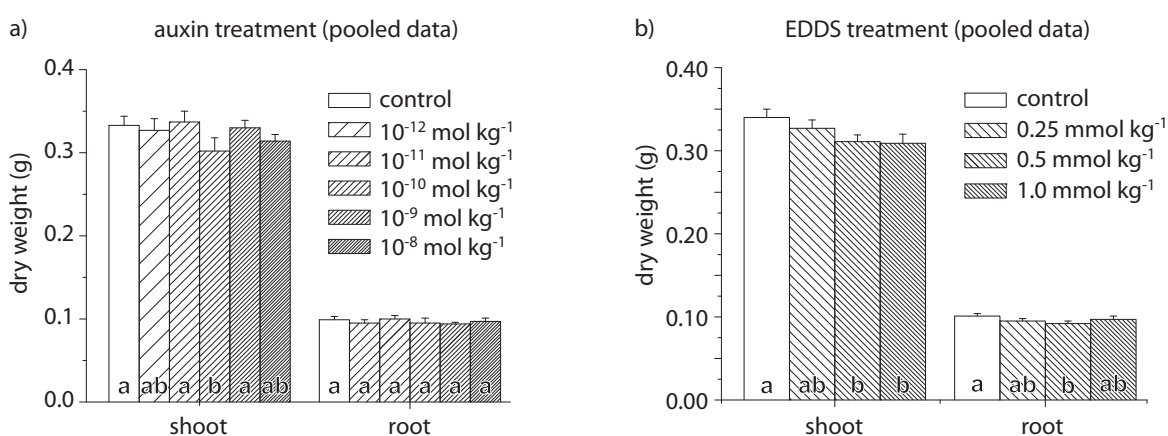 a) auxin treatment (pooled data)
0.4
0.3
0.2
0.1
0.0
dry weight (g)
control
10⁻¹² mol kg⁻¹
10⁻¹¹ mol kg⁻¹
10⁻¹⁰ mol kg⁻¹
10⁻⁹ mol kg⁻¹
10⁻⁸ mol kg⁻¹
a ab a b a ab a a a a a a
shoot root
b) EDDS treatment (pooled data)
0.40
0.30
0.20
0.10
0.00
dry weight (g)
control
0.25 mmol kg⁻¹
0.5 mmol kg⁻¹
1.0 mmol kg⁻¹
a ab b b a ab b ab
shoot root